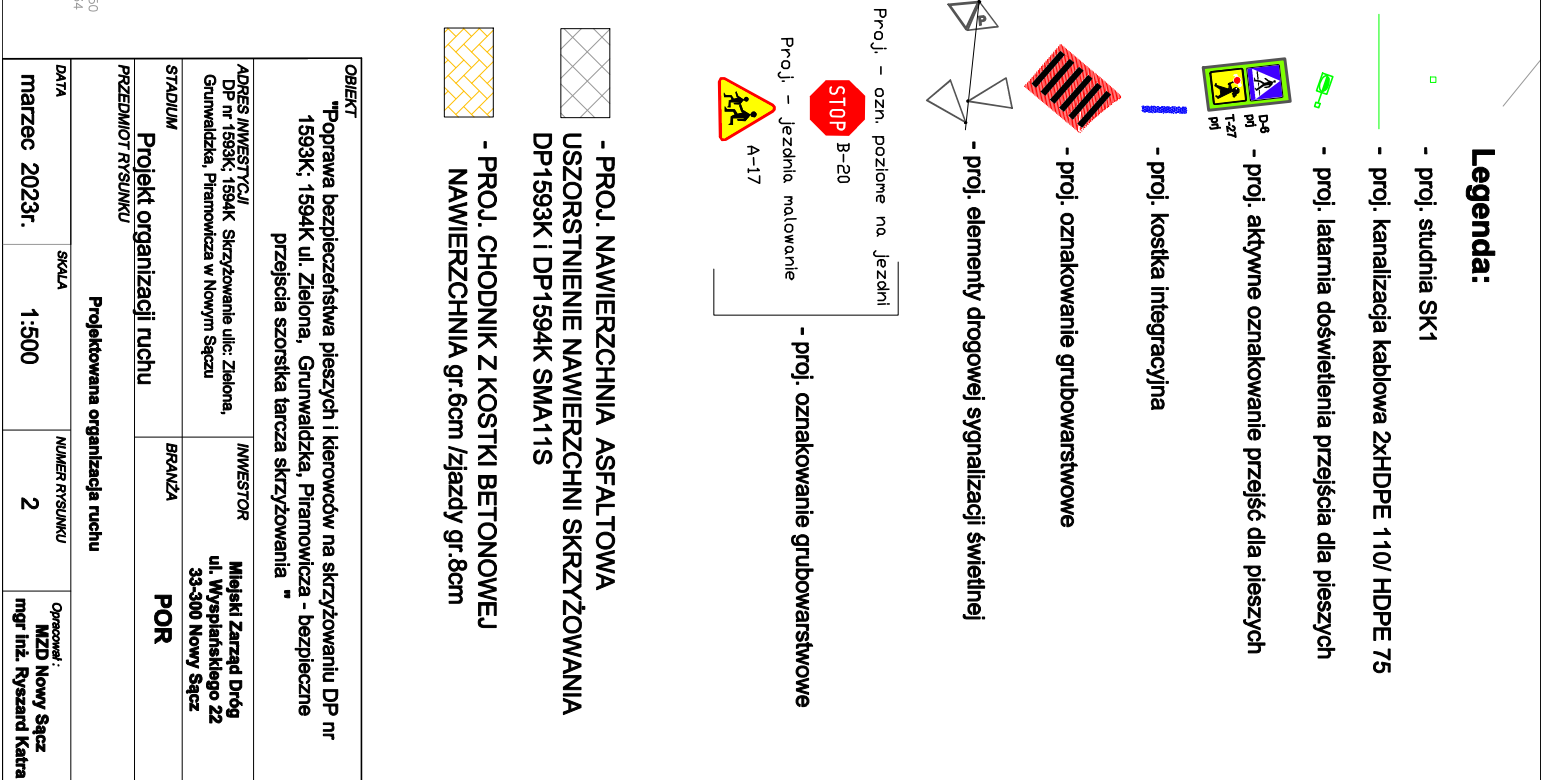 Legenda:
- proj. studnia SK1
- proj. kanalizacja kablowa 2xHDPE 110/ HDPE 75
- proj. latarnia doświetlenia przejścia dla pieszych
D-6
prj
T-27
prj
- proj. aktywne oznakowanie przejść dla pieszych
- proj. kostka integracyjna
- proj. oznakowanie grubowarstwowe
- proj. elementy drogowej sygnalizacji świetlnej
Proj. - ozn. poziome na jezdni
STOP
B-20
Proj. - jezdnia malowanie
A-17
- proj. oznakowanie grubowarstwowe
- PROJ. NAWIERZCHNIA ASFALTOWA
USZORSTNIENIE NAWIERZCHNI SKRZYŻOWANIA
DP1593K i DP1594K SMA11S
- PROJ. CHODNIK Z KOSTKI BETONOWEJ
NAWIERZCHNIA gr.6cm /zjazdy gr.8cm
OBIEKT
"Poprawa bezpieczeństwa pieszych i kierowców na skrzyżowaniu DP nr
1593K; 1594K ul. Zielona, Grunwaldzka, Piramowicza - bezpieczne
przejscia szorstka tarcza skrzyżowania "
ADRES INWESTYCJI
DP nr 1593K; 1594K Skrzyżowanie ulic: Zielona,
Grunwaldzka, Piramowicza w Nowym Sączu
INWESTOR
Miejski Zarząd Dróg
ul. Wyspiańskiego 22
33-300 Nowy Sącz
STADIUM
Projekt organizacji ruchu
BRANŻA
POR
PRZEDMIOT RYSUNKU
Projektowana organizacja ruchu
DATA
marzec 2023r.
SKALA
1:500
NUMER RYSUNKU
2
Opracował:
MZD Nowy Sącz
mgr inż. Ryszard Katra